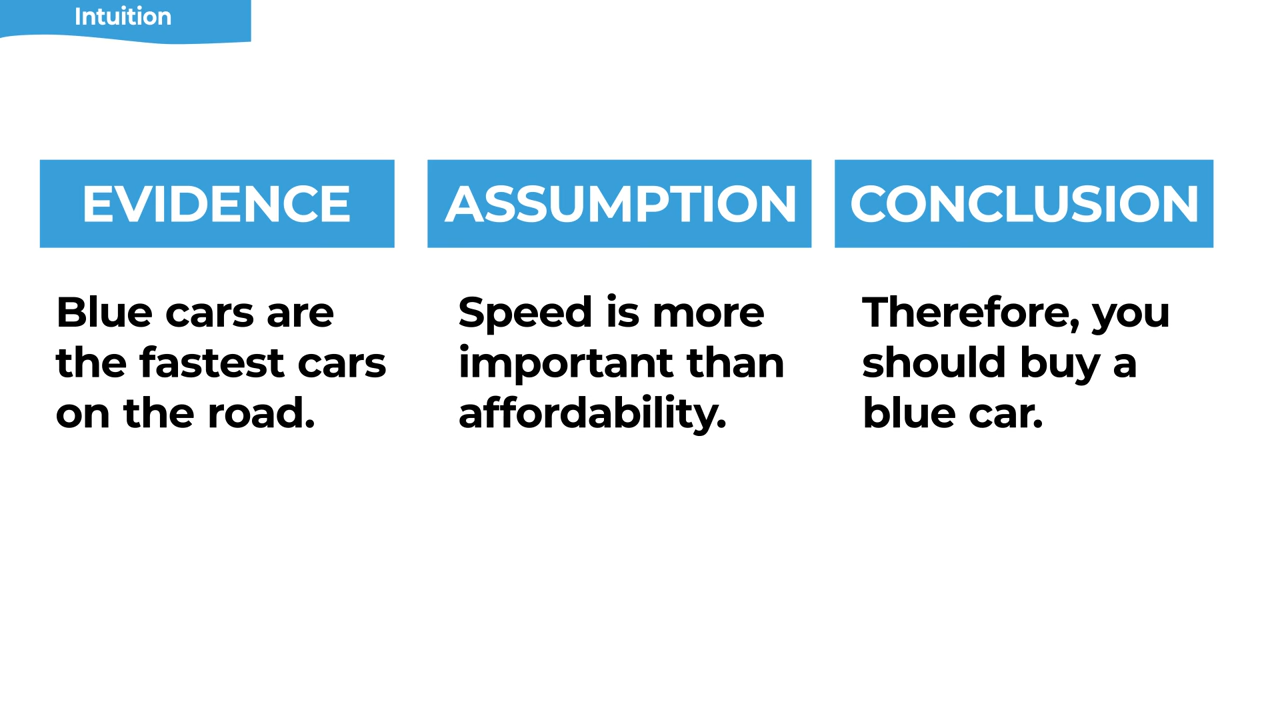 Intuition
EVIDENCE
Blue cars are
the fastest cars
on the road.
ASSUMPTION
Speed is more
important than
affordability.
CONCLUSION
Therefore, you
should buy a
blue car.